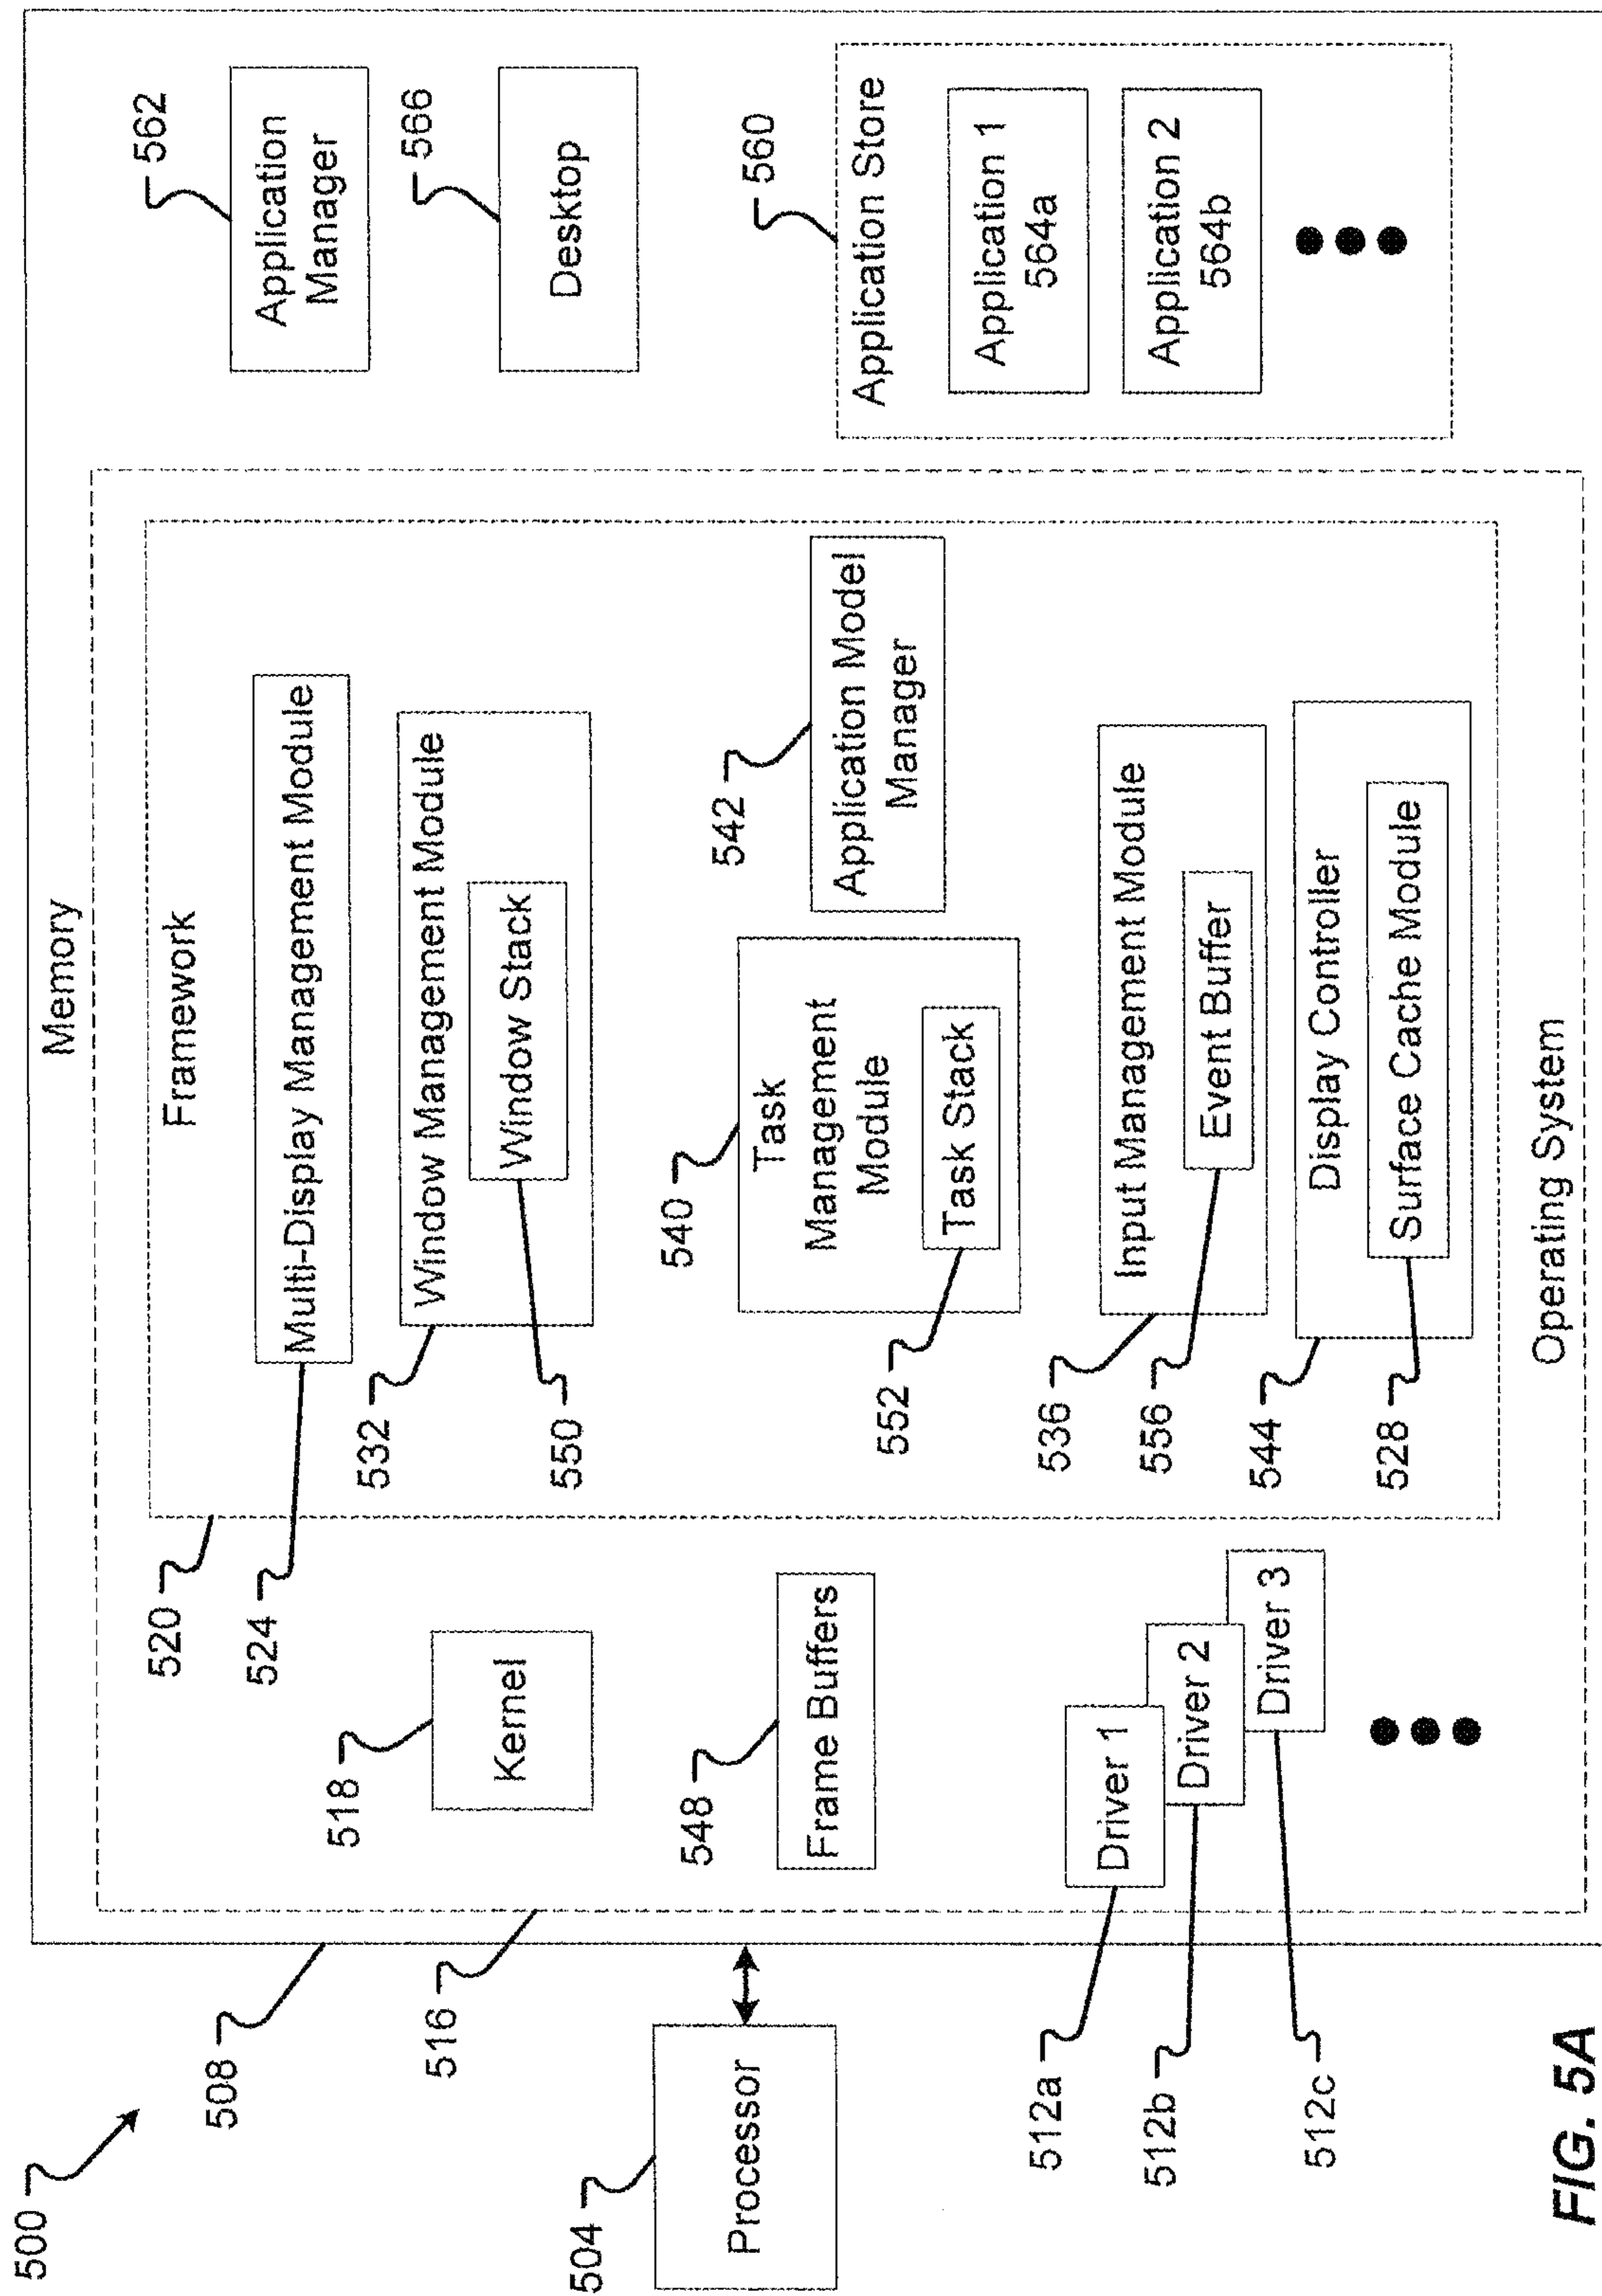 500
508
516
504
Processor
Memory
Operating System
520
Framework
524
Multi-Display Management Module
532
Window Management Module
550
Window Stack
540
Task
Management
Module
552
Task Stack
542
Application Model
Manager
536
Input Management Module
556
Event Buffer
544
Display Controller
528
Surface Cache Module
518
Kernel
548
Frame Buffers
512a
Driver 1
512b
Driver 2
512c
Driver 3
562
Application
Manager
566
Desktop
560
Application Store
Application 1
564a
Application 2
564b
FIG. 5A